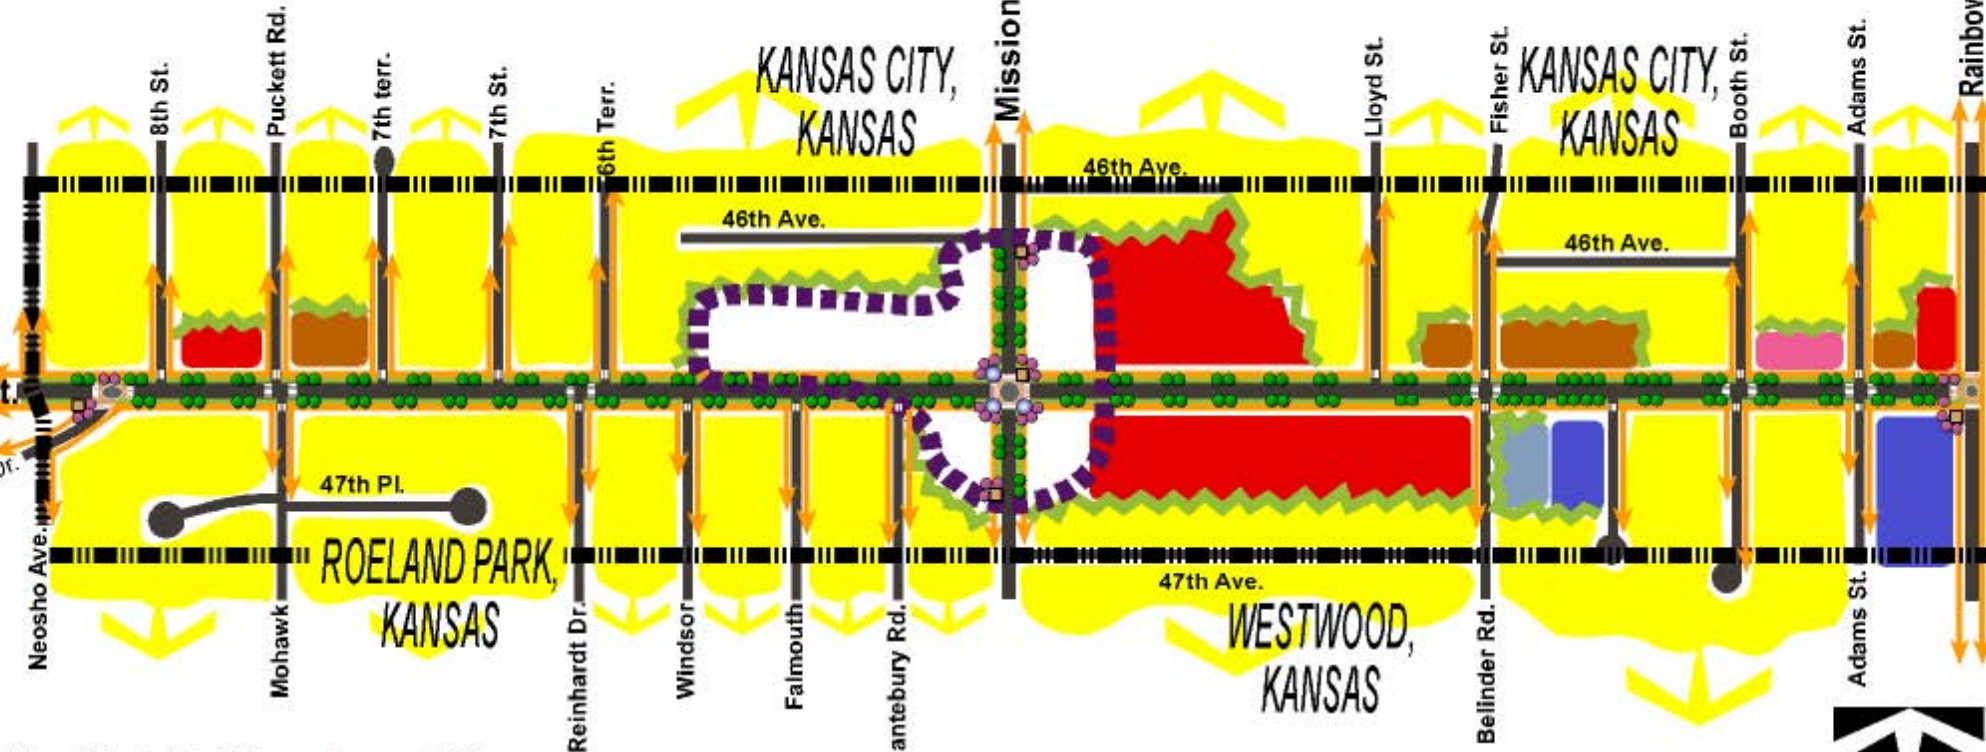 8th St.
Puckett Rd.
7th terr.
7th St.
6th Terr.
KANSAS CITY,
KANSAS
Mission
Lloyd St.
Fisher St.
KANSAS CITY,
KANSAS
Booth St.
Adams St.
Rainbow
46th Ave.
46th Ave.
46th Ave.
t.
Dr.
47th Pl.
Neosho Ave.
ROELAND PARK,
KANSAS
Mohawk
Reinhardt Dr.
Windsor
Falmouth
antebury Rd.
47th Ave.
WESTWOOD,
KANSAS
Belinder Rd.
Adams St.